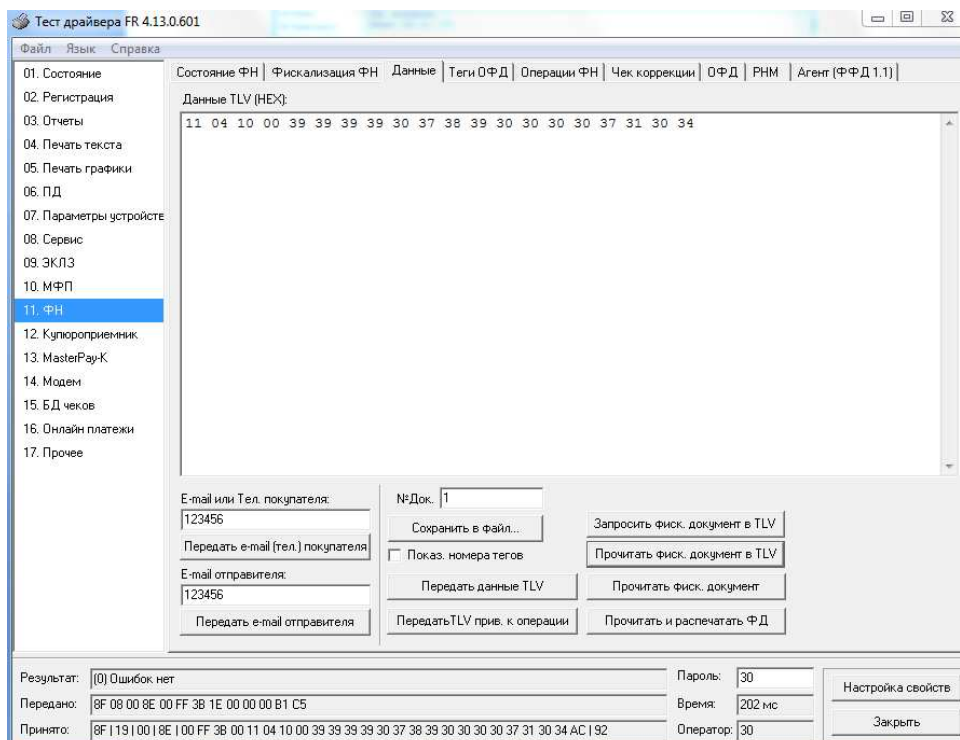 Тест драйвера FR 4.13.0.601
Файл Язык Справка
01. Состояние
02. Регистрация
03. Отчеты
04. Печать текста
05. Печать графики
06. ПД
07. Параметры устройств
08. Сервис
09. ЭКЛЗ
10. МФП
11. ФН
12. Купюроприемник
13. MasterPay-K
14. Модем
15. БД чеков
16. Онлайн платежи
17. Прочее
Состояние ФН Фискализация ФН Данные Теги ОФД Операции ФН Чек коррекции ОФД РНМ Агент (ФФД 1.1)
Данные TLV (HEX):
11 04 10 00 39 39 39 39 30 37 38 39 30 30 30 30 37 31 30 34
E-mail или Тел. покупателя:
123456
Передать e-mail (тел.) покупателя
E-mail отправителя:
123456
Передать e-mail отправителя
№Док. 1
Сохранить в файл...
Показ. номера тегов
Передать данные TLV
ПередатьTLV прив. к операции
Запросить фиск. документ в TLV
Прочитать фиск. документ в TLV
Прочитать фиск. документ
Прочитать и распечатать ФД
Результат: (0) Ошибок нет
Передано: 8F 08 00 8E 00 FF 3B 1E 00 00 00 B1 C5
Принято: 8F | 19 | 00 | 8E | 00 FF 3B 00 11 04 10 00 39 39 39 39 30 37 38 39 30 30 30 30 37 31 30 34 AC | 92
Пароль: 30
Время: 202 мс
Оператор: 30
Настройка свойств
Закрыть